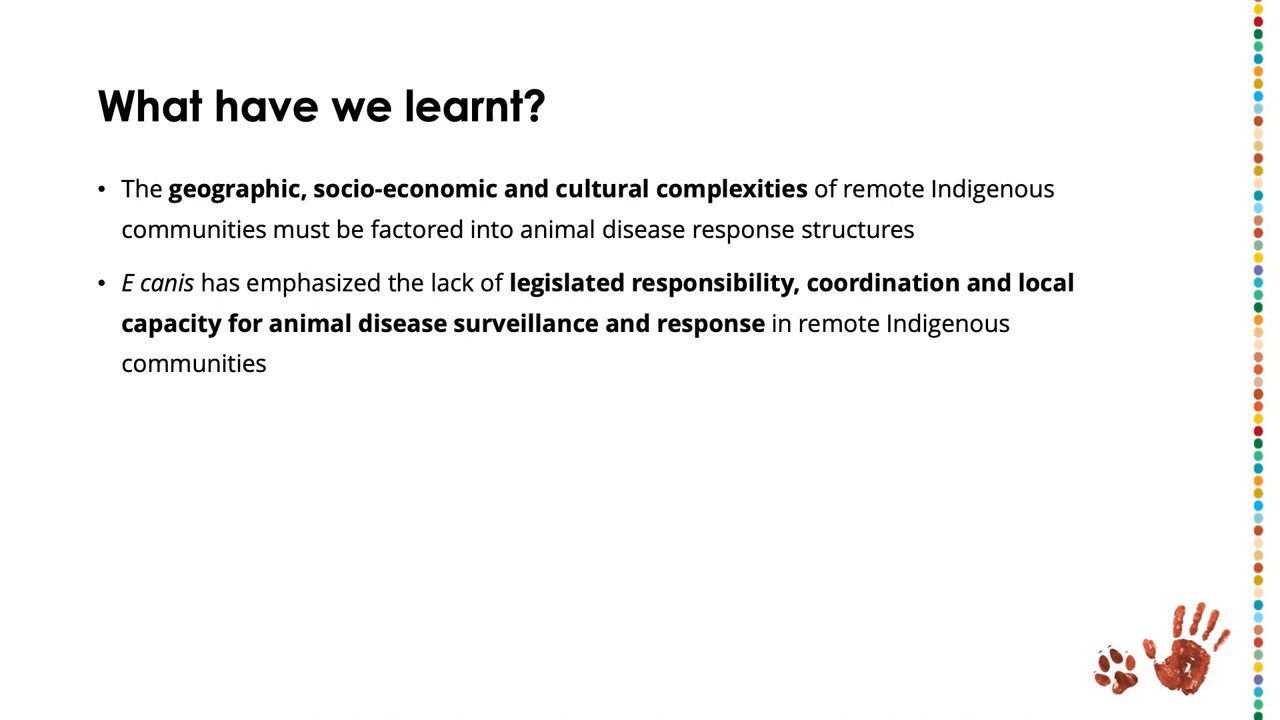 What have we learnt?
• The geographic, socio-economic and cultural complexities of remote Indigenous
communities must be factored into animal disease response structures
• E canis has emphasized the lack of legislated responsibility, coordination and local
capacity for animal disease surveillance and response in remote Indigenous
communities